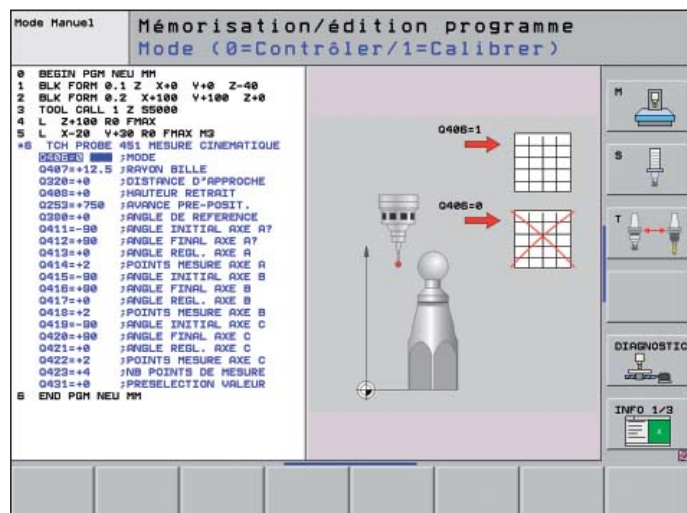 Mode Manuel
Mémorisation/édition programme
Mode (0=Contrôler/1=Calibrer)
0 BEGIN PGM NEU MM
1 BLK FORM 0.1 Z X+0 Y+0 Z-40
2 BLK FORM 0.2 X+100 Y+100 Z+0
3 TOOL CALL 1 Z S5000
4 L Z+100 R0 FMAX
5 L X-20 Y+30 R0 FMAX M3
*6 TCH PROBE 451 MESURE CINEMATIQUE
Q406=0 ;MODE
Q407=+12.5 ;RAYON BILLE
Q320=+0 ;DISTANCE D'APPROCHE
Q408=+0 ;HAUTEUR RETRAIT
Q253=+750 ;AVANCE PRE-POSIT.
Q380=+0 ;ANGLE DE REFERENCE
Q411=-90 ;ANGLE INITIAL AXE A?
Q412=+90 ;ANGLE FINAL AXE A?
Q413=+0 ;ANGLE REGL. AXE A
Q414=+2 ;POINTS MESURE AXE A
Q415=-90 ;ANGLE INITIAL AXE B
Q416=+90 ;ANGLE FINAL AXE B
Q417=+0 ;ANGLE REGL. AXE B
Q418=+2 ;POINTS MESURE AXE B
Q419=-90 ;ANGLE INITIAL AXE C
Q420=+90 ;ANGLE FINAL AXE C
Q421=+0 ;ANGLE REGL. AXE C
Q422=+2 ;POINTS MESURE AXE C
Q423=+4 ;NB POINTS DE MESURE
Q431=+0 ;PRESELECTION VALEUR
6 END PGM NEU MM
Q406=1
Q406=0
M
S
T
DIAGNOSTIC
INFO 1/3